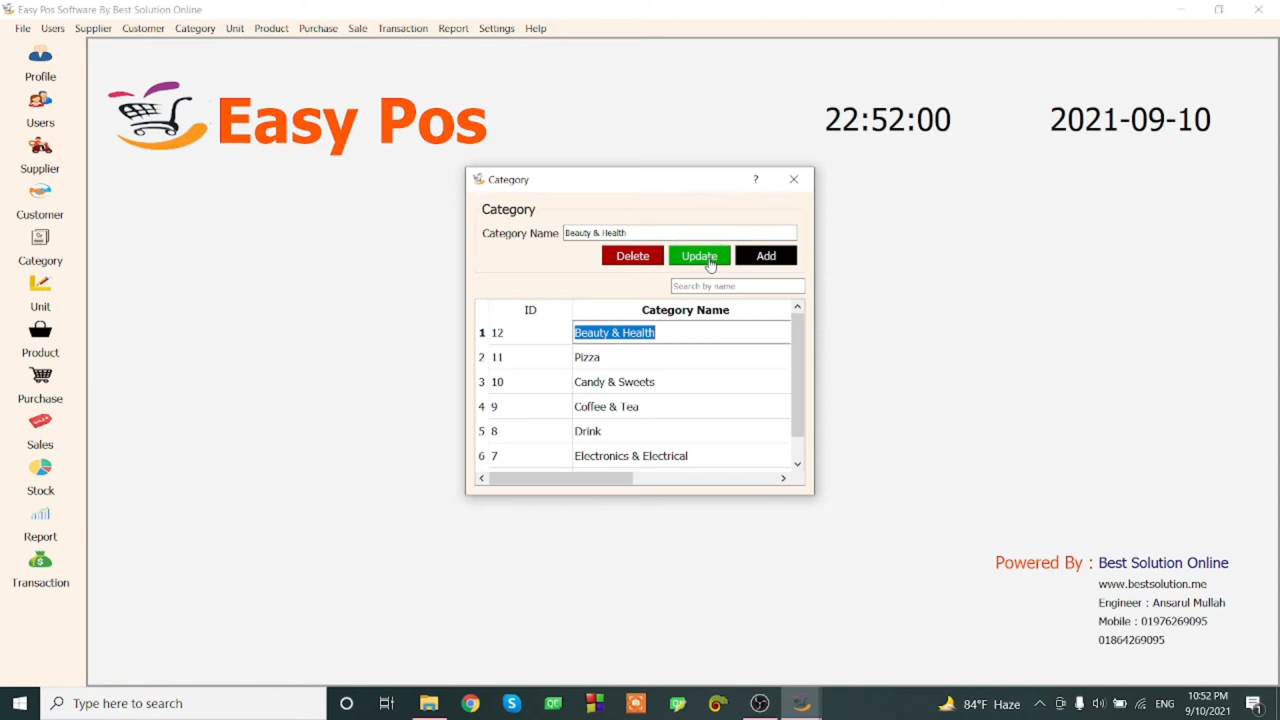 Easy Pos Software By Best Solution Online
File Users Supplier Customer Category Unit Product Purchase Sale Transaction Report Settings Help
Profile
Users
Supplier
Customer
Category
Unit
Product
Purchase
Sales
Stock
Report
Transaction
Easy Pos
22:52:00
2021-09-10
Category ?
Category
Category Name Beauty & Health
Delete Update Add
Search by name
ID Category Name
1 12 Beauty & Health
2 11 Pizza
3 10 Candy & Sweets
4 9 Coffee & Tea
5 8 Drink
6 7 Electronics & Electrical
Powered By : Best Solution Online
www.bestsolution.me
Engineer : Ansarul Mullah
Mobile : 01976269095
01864269095
Type here to search
84°F Haze
ENG
10:52 PM
9/10/2021
1